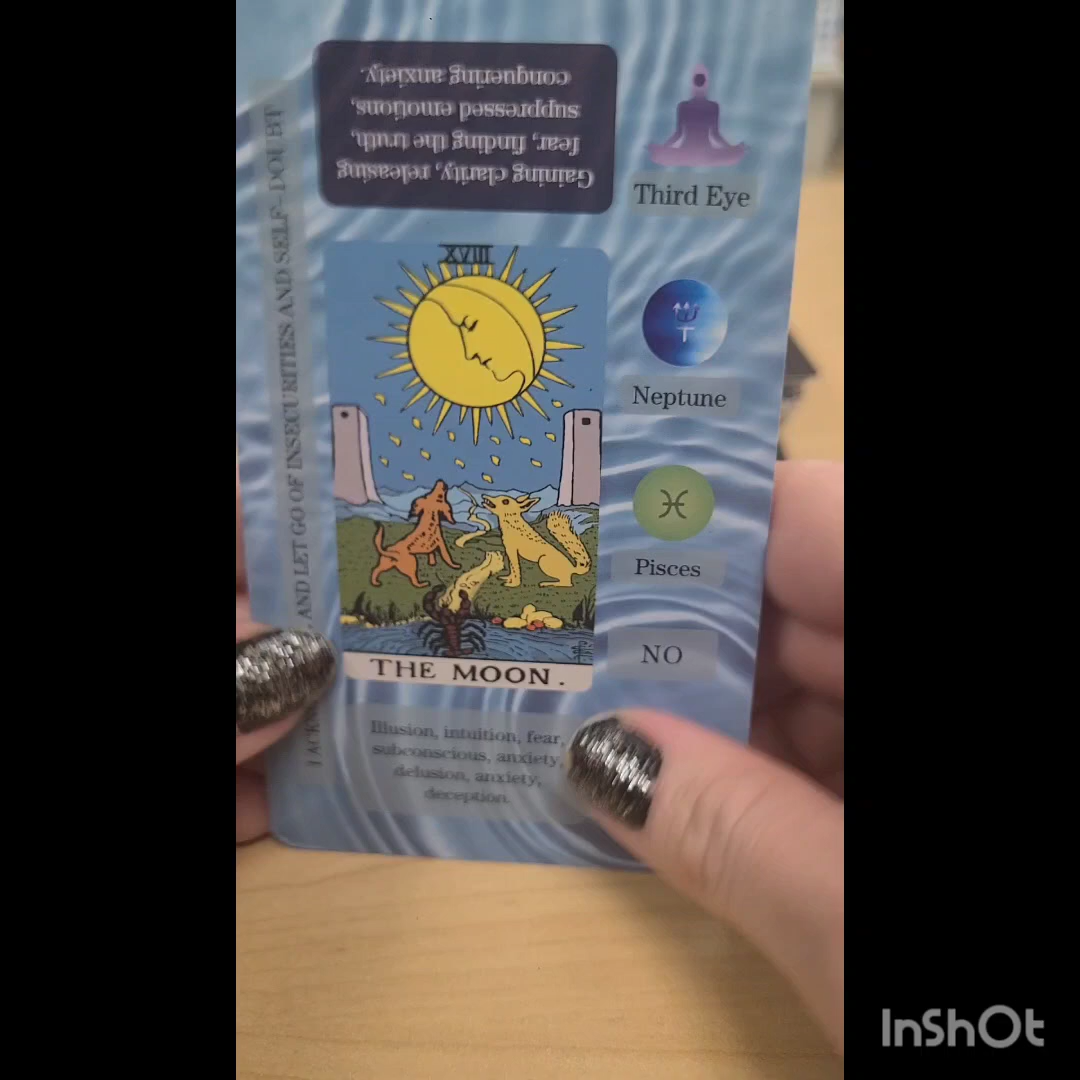 Gaining clarity, releasing
fear, finding the truth,
suppressed emotions,
conquering anxiety.
Third Eye
XVIII
Neptune
Pisces
NO
THE MOON.
Illusion, intuition, fear,
subconscious, anxiety,
delusion, anxiety,
deception.
AND LET GO OF INSECURITIES AND SELF- DOUBT
InShOt